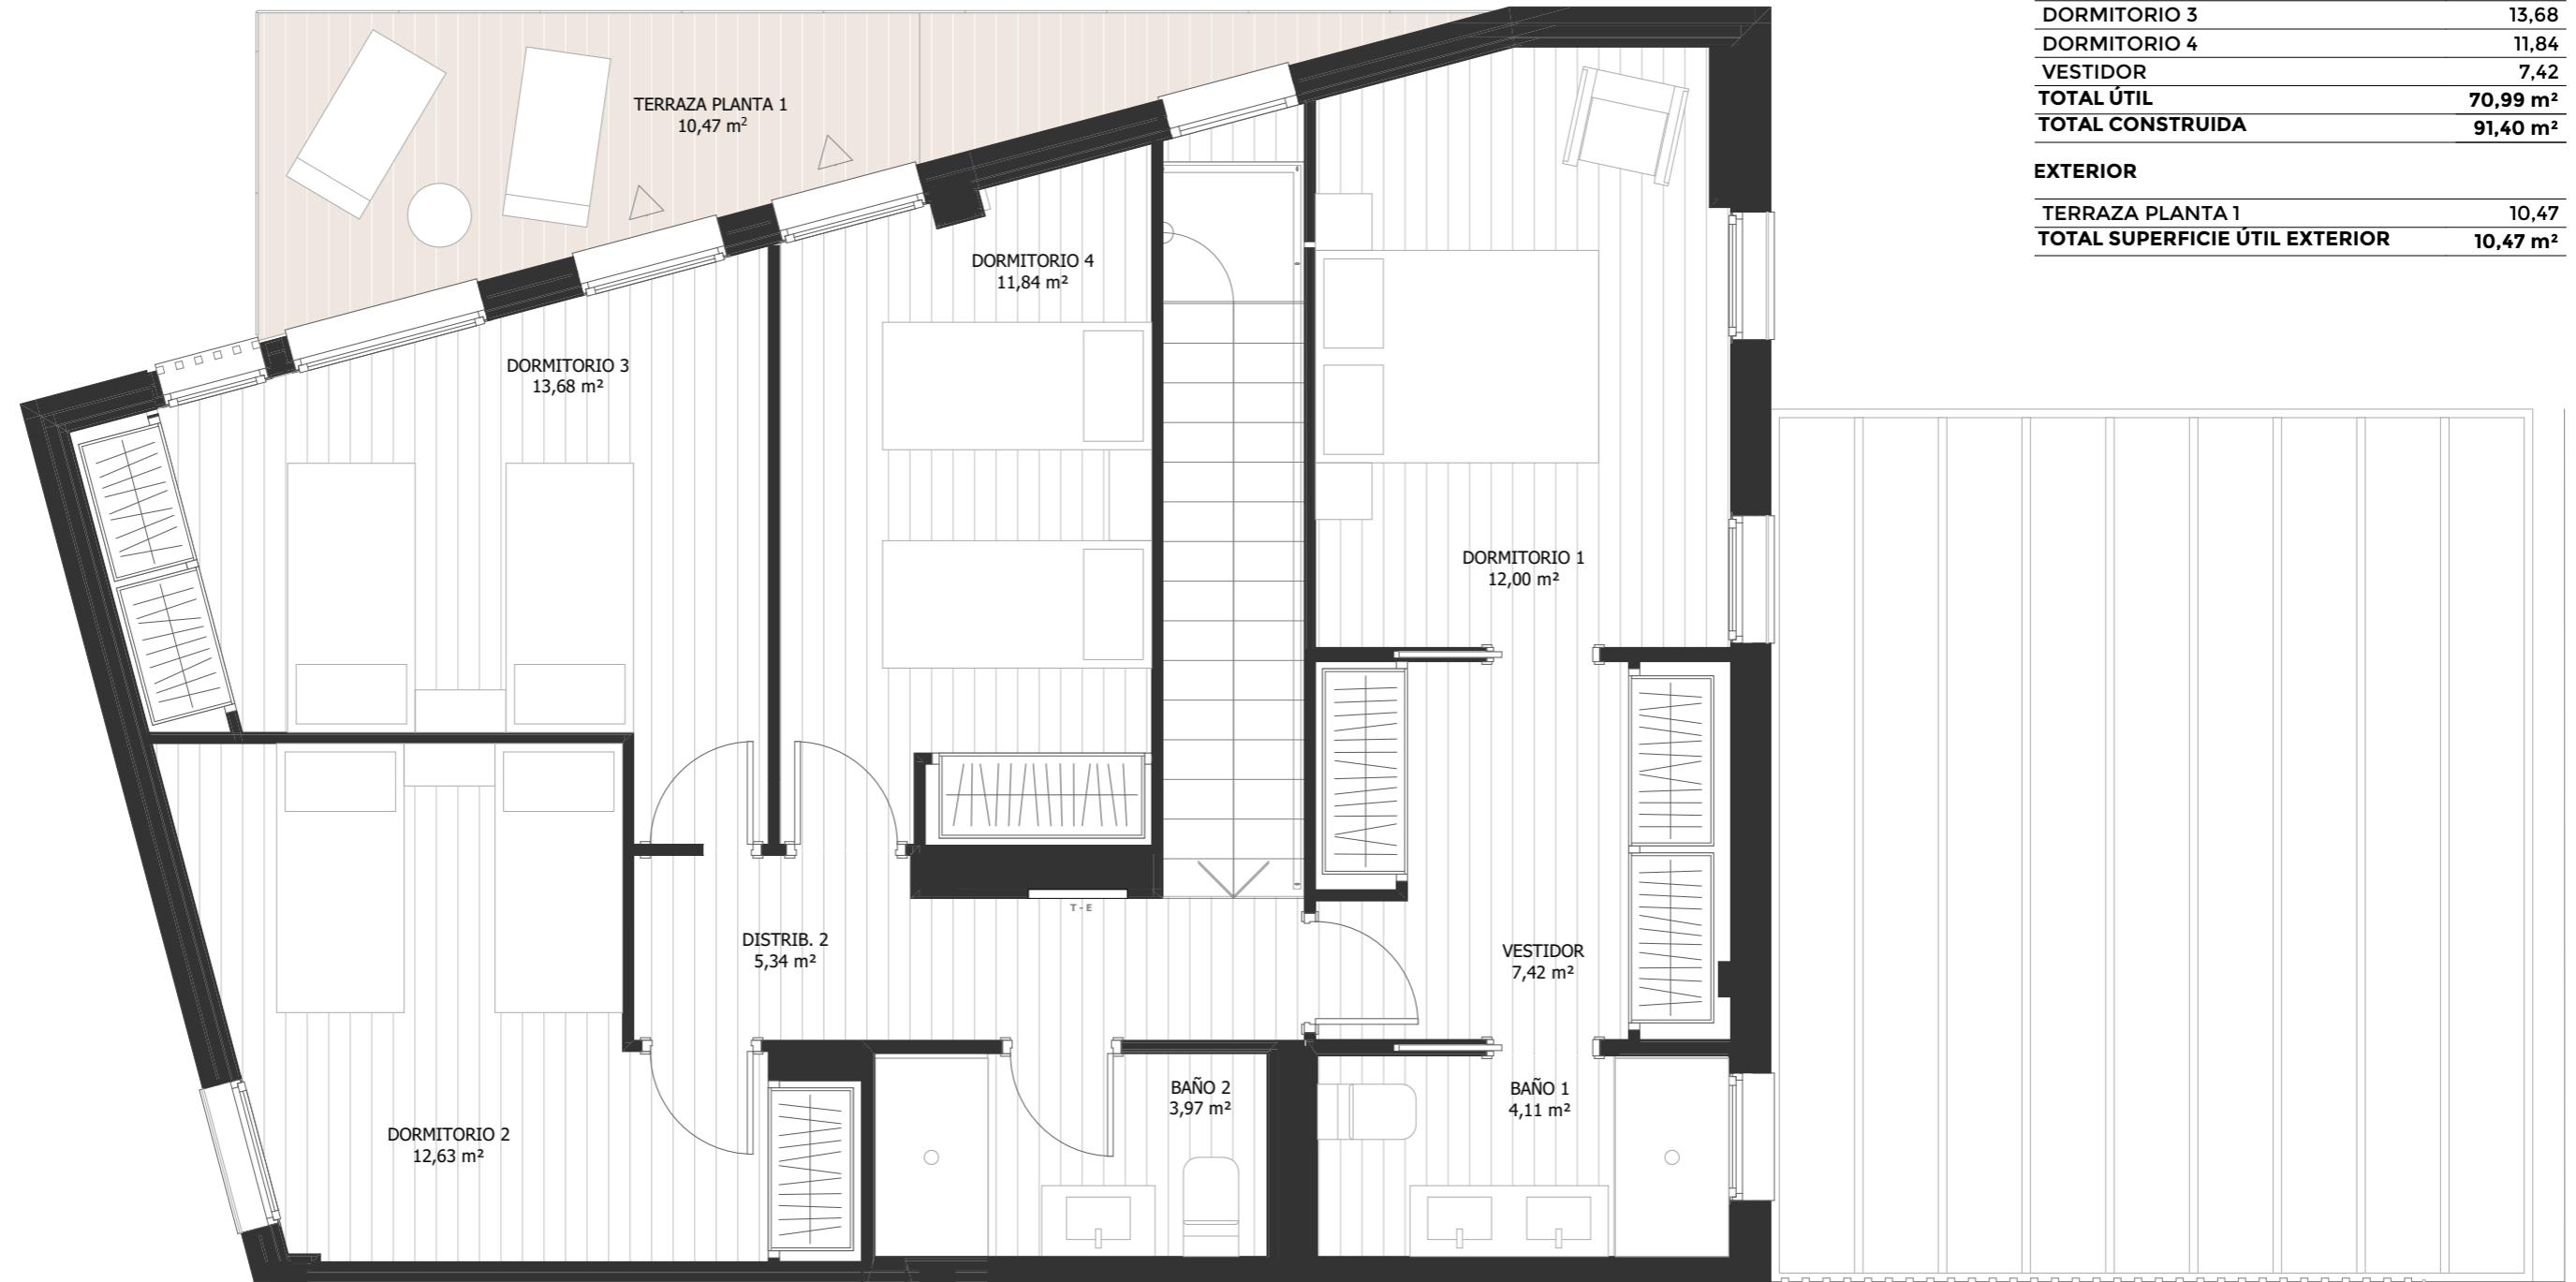 DORMITORIO 3 13,68
DORMITORIO 4 11,84
VESTIDOR 7,42
TOTAL ÚTIL 70,99 m²
TOTAL CONSTRUIDA 91,40 m²
EXTERIOR
TERRAZA PLANTA 1 10,47
TOTAL SUPERFICIE ÚTIL EXTERIOR 10,47 m²
TERRAZA PLANTA 1
10,47 m²
DORMITORIO 4
11,84 m²
DORMITORIO 3
13,68 m²
DORMITORIO 1
12,00 m²
T-E
DISTRIB. 2
5,34 m²
VESTIDOR
7,42 m²
BAÑO 2
3,97 m²
BAÑO 1
4,11 m²
DORMITORIO 2
12,63 m²